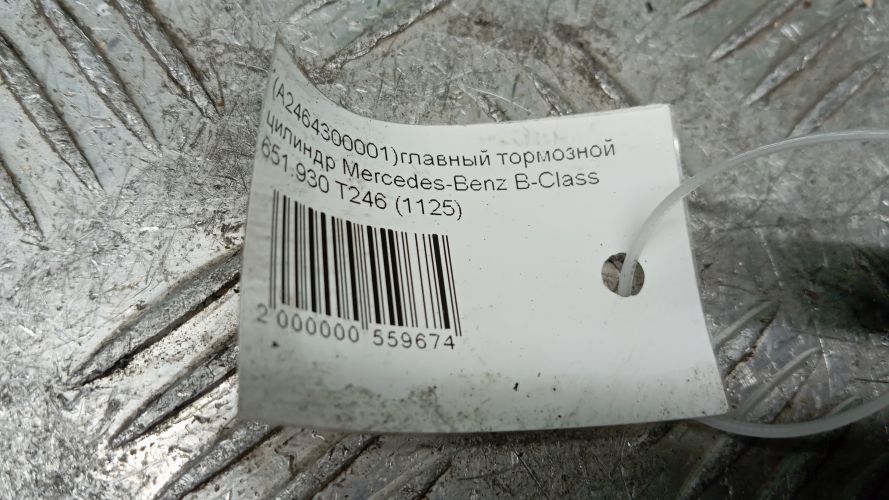 (A2464300001)главный тормозной
цилиндр Mercedes-Benz B-Class
651.930 T246 (1125)
2 000000 559674